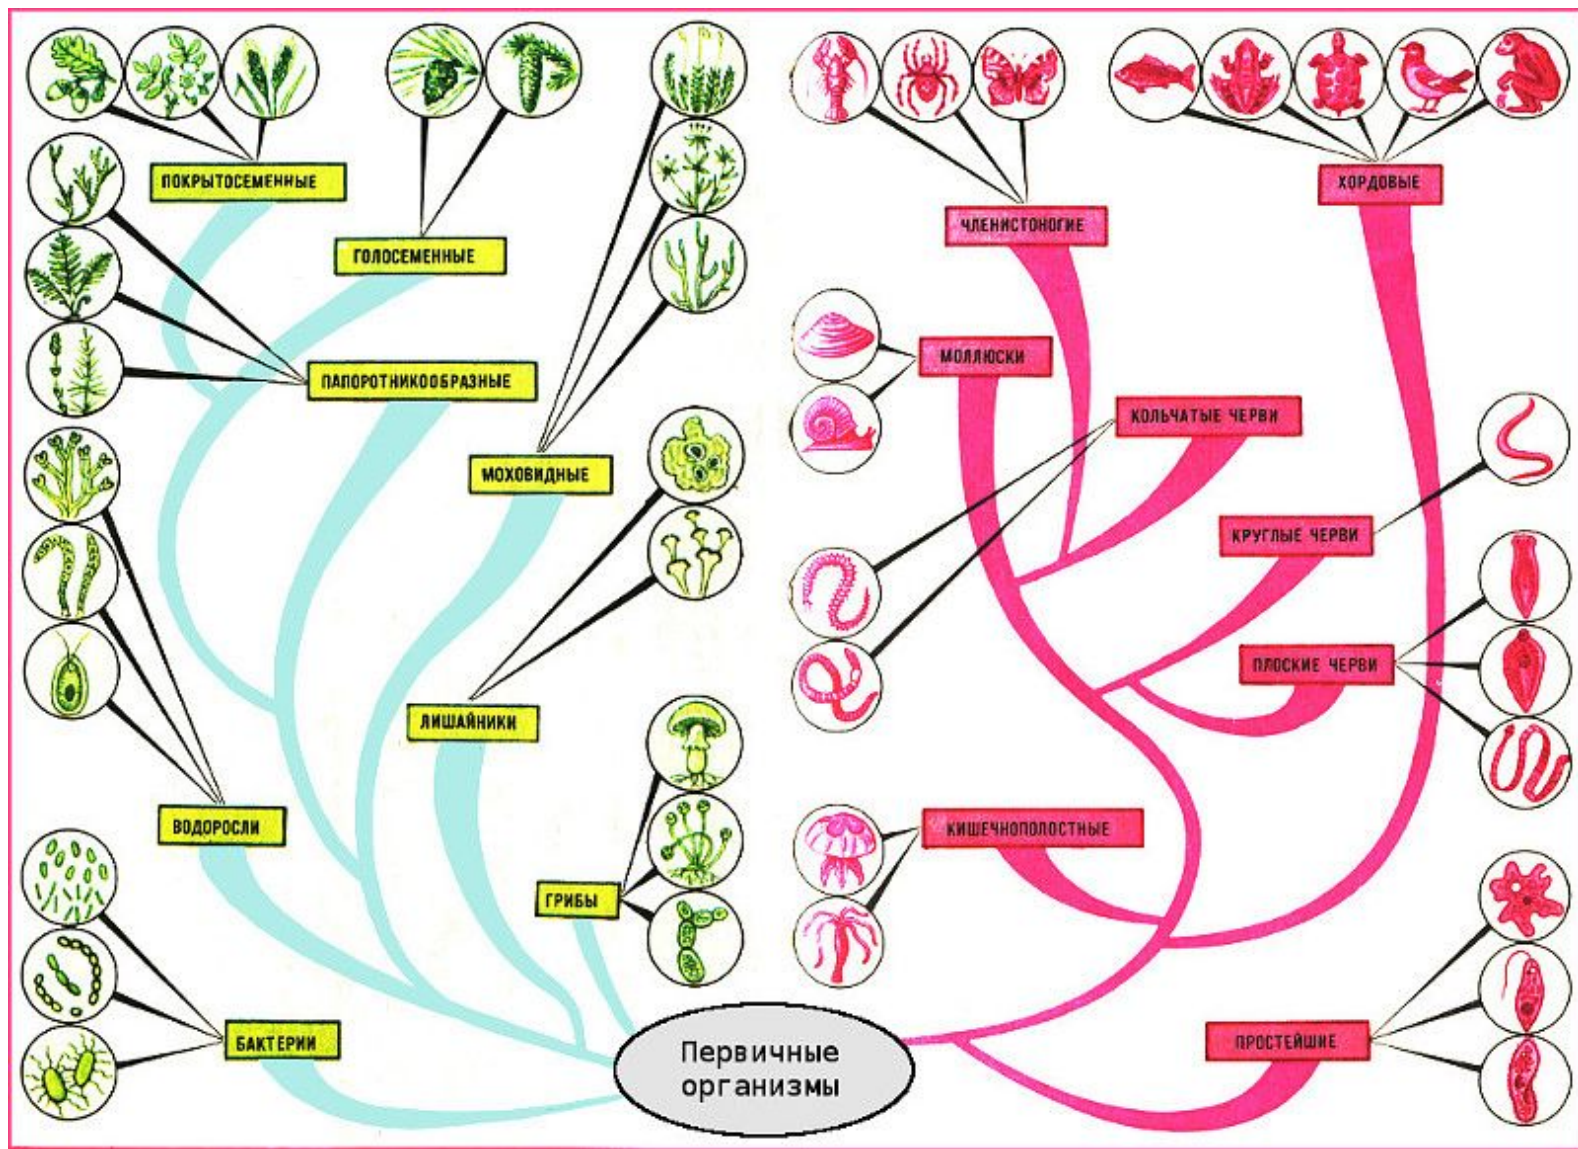 ПОКРЫТОСЕМЕННЫЕ
ГОЛОСЕМЕННЫЕ
ПАПОРОТНИКООБРАЗНЫЕ
МОХОВИДНЫЕ
ЛИШАЙНИКИ
ВОДОРОСЛИ
ГРИБЫ
БАКТЕРИИ
ХОРДОВЫЕ
ЧЛЕНИСТОНОГИЕ
МОЛЛЮСКИ
КОЛЬЧАТЫЕ ЧЕРВИ
КРУГЛЫЕ ЧЕРВИ
ПЛОСКИЕ ЧЕРВИ
КИШЕЧНОПОЛОСТНЫЕ
ПРОСТЕЙШИЕ
Первичные
организмы